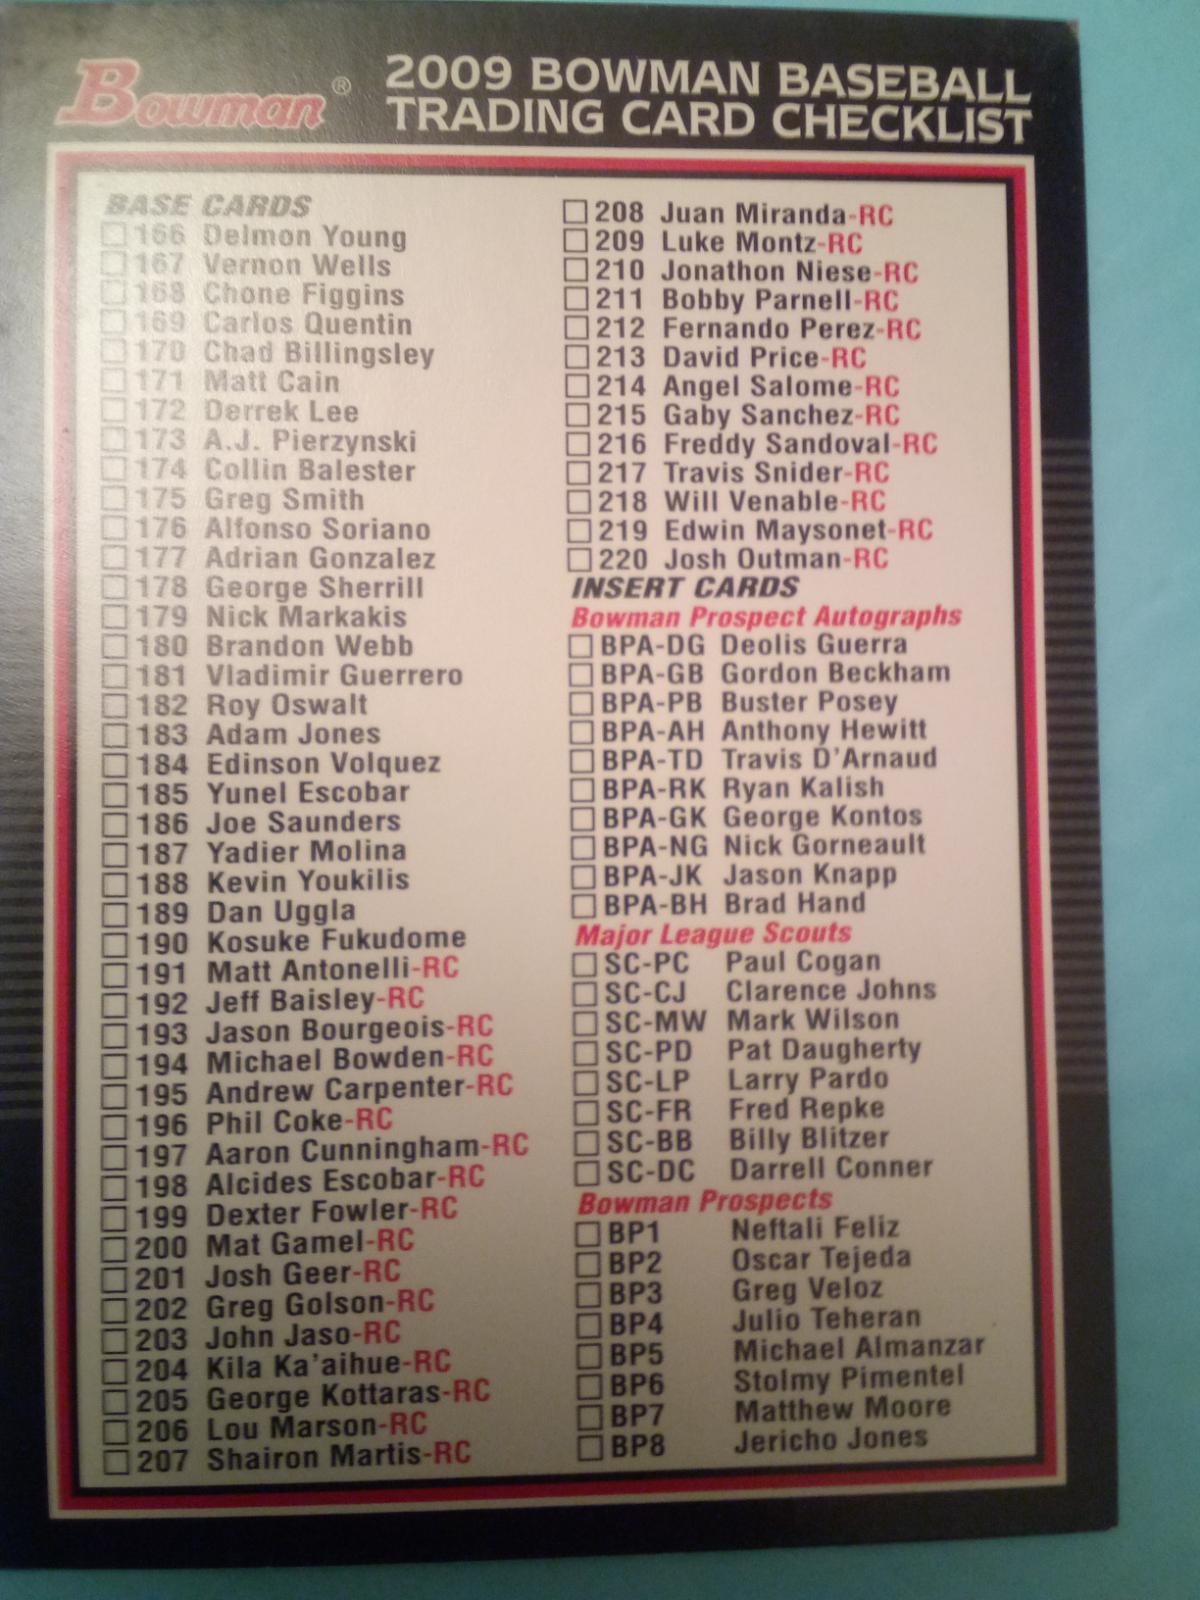 Bowman®
2009 BOWMAN BASEBALL
TRADING CARD CHECKLIST
BASE CARDS
166 Delmon Young
167 Vernon Wells
168 Chone Figgins
169 Carlos Quentin
170 Chad Billingsley
171 Matt Cain
172 Derrek Lee
173 A.J. Pierzynski
174 Collin Balester
175 Greg Smith
176 Alfonso Soriano
177 Adrian Gonzalez
178 George Sherrill
179 Nick Markakis
180 Brandon Webb
181 Vladimir Guerrero
182 Roy Oswalt
183 Adam Jones
184 Edinson Volquez
185 Yunel Escobar
186 Joe Saunders
187 Yadier Molina
188 Kevin Youkilis
189 Dan Uggla
190 Kosuke Fukudome
191 Matt Antonelli-RC
192 Jeff Baisley-RC
193 Jason Bourgeois-RC
194 Michael Bowden-RC
195 Andrew Carpenter-RC
196 Phil Coke-RC
197 Aaron Cunningham-RC
198 Alcides Escobar-RC
199 Dexter Fowler-RC
200 Mat Gamel-RC
201 Josh Geer-RC
202 Greg Golson-RC
203 John Jaso-RC
204 Kila Ka'aihue-RC
205 George Kottaras-RC
206 Lou Marson-RC
207 Shairon Martis-RC
208 Juan Miranda-RC
209 Luke Montz-RC
210 Jonathon Niese-RC
211 Bobby Parnell-RC
212 Fernando Perez-RC
213 David Price-RC
214 Angel Salome-RC
215 Gaby Sanchez-RC
216 Freddy Sandoval-RC
217 Travis Snider-RC
218 Will Venable-RC
219 Edwin Maysonet-RC
220 Josh Outman-RC
INSERT CARDS
Bowman Prospect Autographs
BPA-DG Deolis Guerra
BPA-GB Gordon Beckham
BPA-PB Buster Posey
BPA-AH Anthony Hewitt
BPA-TD Travis D'Arnaud
BPA-RK Ryan Kalish
BPA-GK George Kontos
BPA-NG Nick Gorneault
BPA-JK Jason Knapp
BPA-BH Brad Hand
Major League Scouts
SC-PC Paul Cogan
SC-CJ Clarence Johns
SC-MW Mark Wilson
SC-PD Pat Daugherty
SC-LP Larry Pardo
SC-FR Fred Repke
SC-BB Billy Blitzer
SC-DC Darrell Conner
Bowman Prospects
BP1 Neftali Feliz
BP2 Oscar Tejeda
BP3 Greg Veloz
BP4 Julio Teheran
BP5 Michael Almanzar
BP6 Stolmy Pimentel
BP7 Matthew Moore
BP8 Jericho Jones